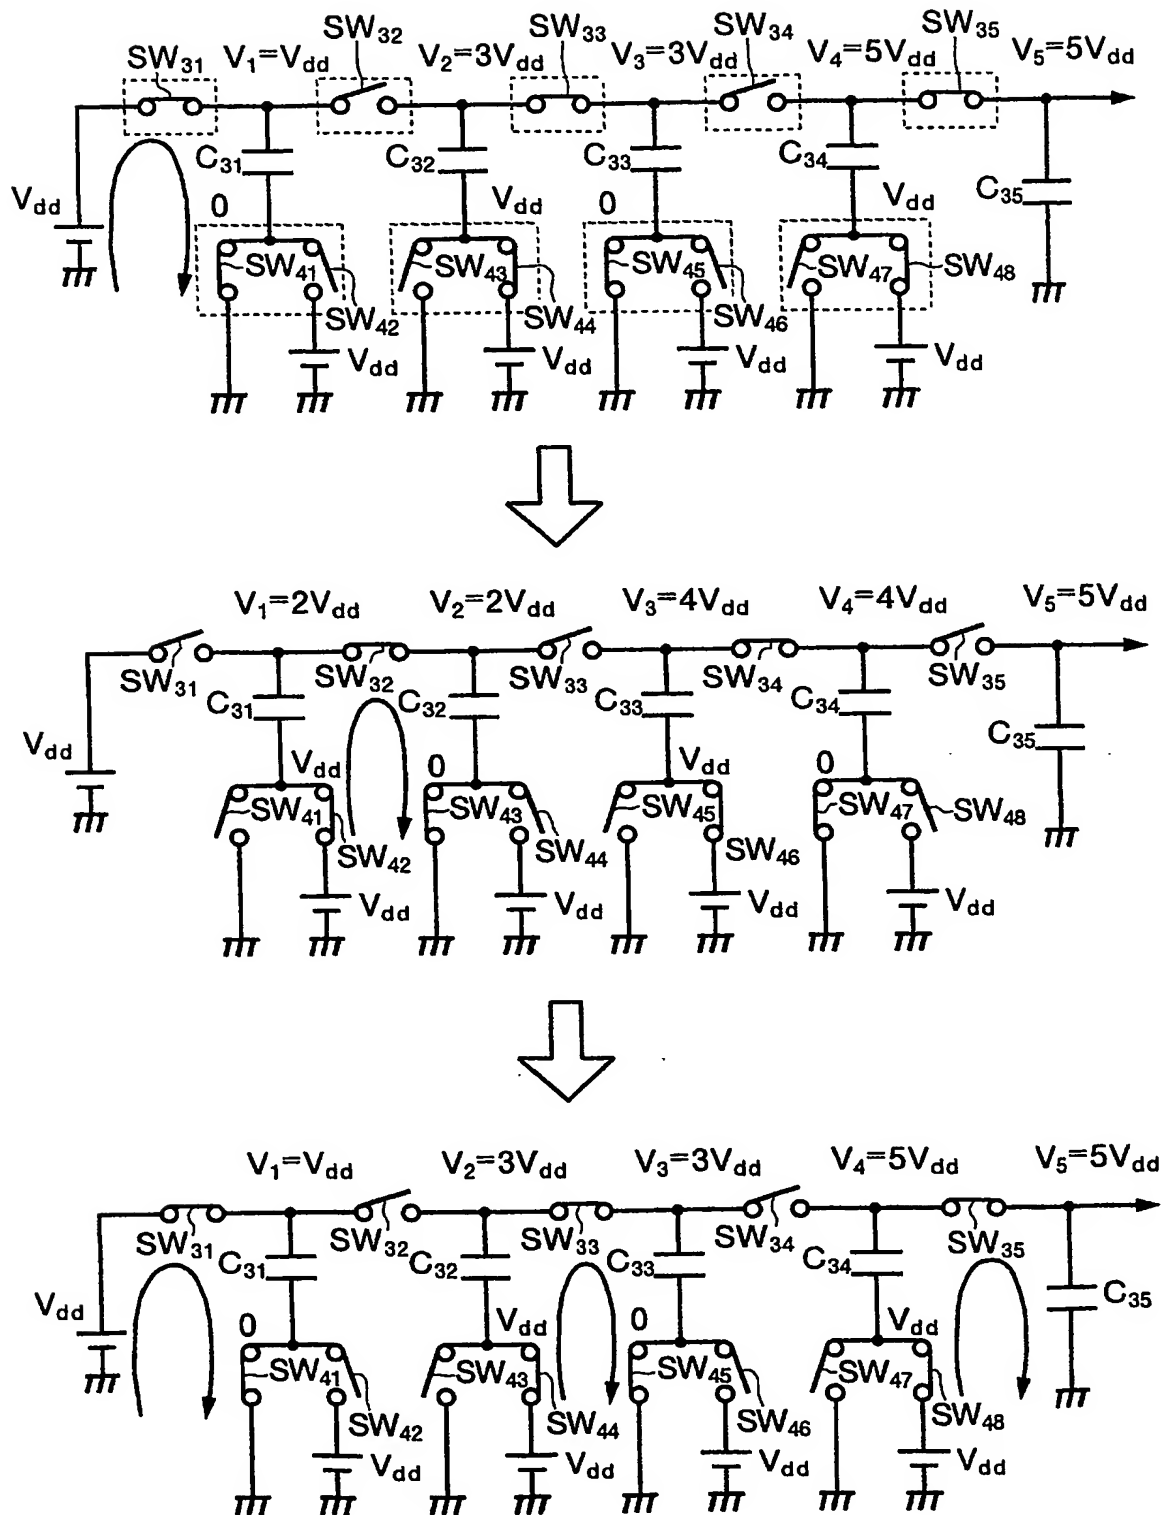 SW31 V1=Vdd SW32 V2=3Vdd SW33 V3=3Vdd SW34 V4=5Vdd SW35 V5=5Vdd
C31 C32 C33 C34 C35
Vdd 0 Vdd 0 Vdd
SW41 SW43 SW45 SW47 SW48
SW42 SW44 SW46
Vdd Vdd Vdd Vdd
V1=2Vdd V2=2Vdd V3=4Vdd V4=4Vdd V5=5Vdd
SW31 SW32 SW33 SW34 SW35
C31 C32 C33 C34 C35
Vdd Vdd 0 Vdd 0
SW41 SW43 SW45 SW47 SW48
SW42 SW44 SW46
Vdd Vdd Vdd Vdd
V1=Vdd V2=3Vdd V3=3Vdd V4=5Vdd V5=5Vdd
SW31 SW32 SW33 SW34 SW35
C31 C32 C33 C34 C35
Vdd 0 Vdd 0 Vdd
SW41 SW43 SW45 SW47
SW42 SW44 SW46 SW48
Vdd Vdd Vdd Vdd